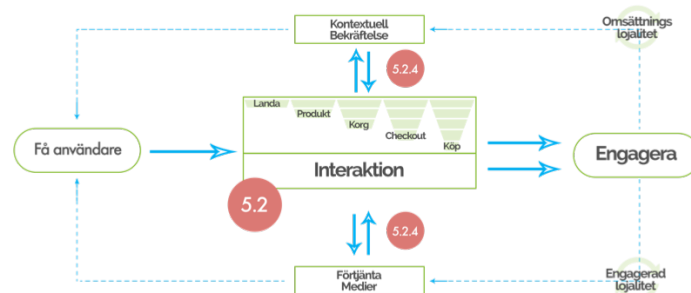 Kontextuell
Bekräftelse
Omsättnings
lojalitet
5.2.4
Landa
Produkt
Korg
Checkout
Köp
Få användare
Interaktion
Engagera
5.2
5.2.4
Förtjänta
Medier
Engagerad
lojalitet